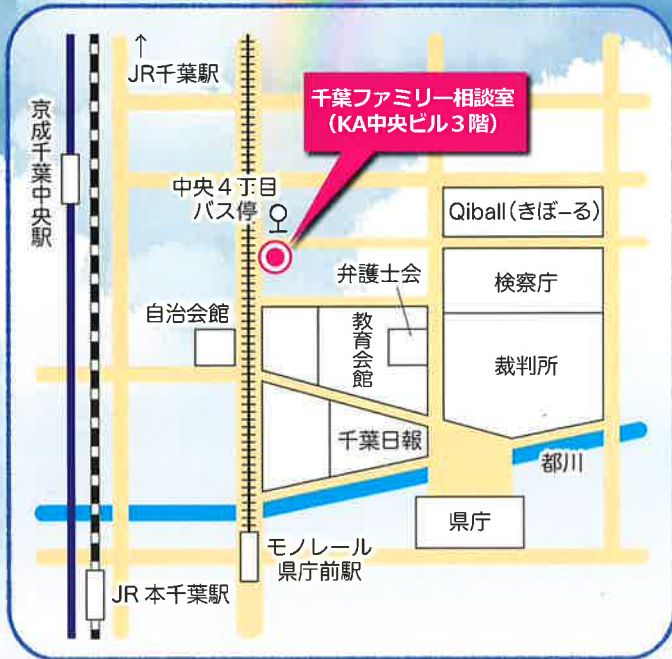 ↑
JR千葉駅
千葉ファミリー相談室
（KA中央ビル３階）
京成千葉中央駅
中央４丁目
バス停
Qiball（きぼーる）
弁護士会
検察庁
自治会館
教育会館
裁判所
千葉日報
都川
県庁
モノレール
県庁前駅
JR 本千葉駅